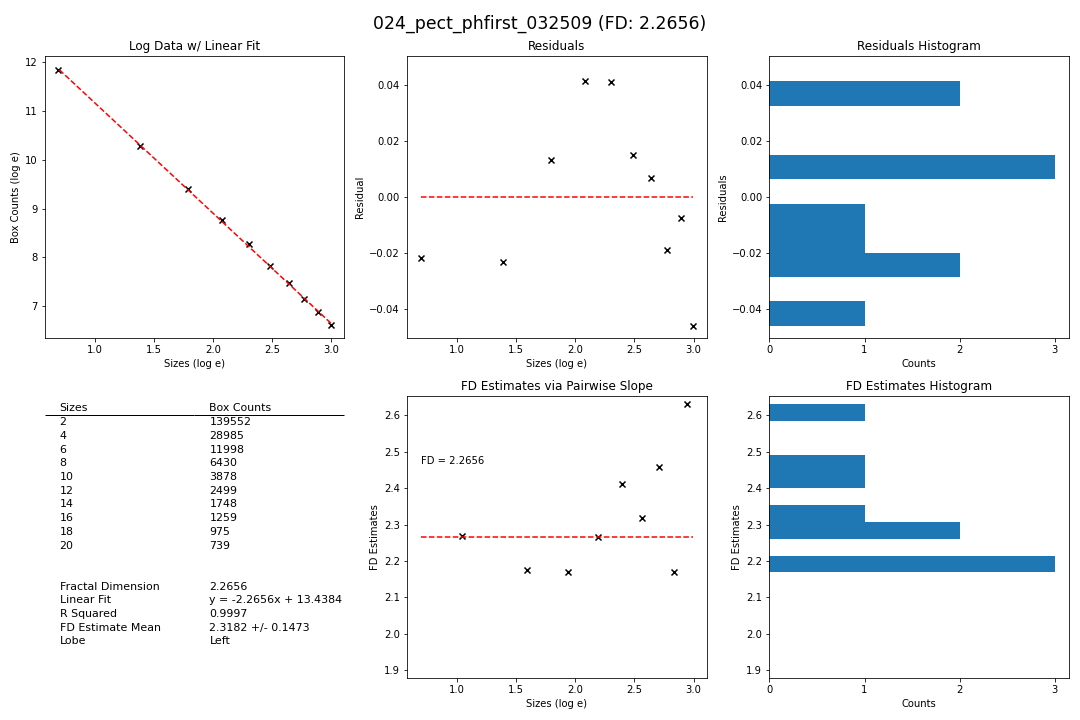 024_pect_phfirst_032509 (FD: 2.2656)
Log Data w/ Linear Fit
12
11
10
9
8
7
Box Counts (log e)
1.0 1.5 2.0 2.5 3.0
Sizes (log e)
Residuals
0.04
0.02
0.00
−0.02
−0.04
Residual
1.0 1.5 2.0 2.5 3.0
Sizes (log e)
Residuals Histogram
0.04
0.02
0.00
−0.02
−0.04
Residuals
0 1 2 3
Counts
Sizes Box Counts
2 139552
4 28985
6 11998
8 6430
10 3878
12 2499
14 1748
16 1259
18 975
20 739
Fractal Dimension 2.2656
Linear Fit y = -2.2656x + 13.4384
R Squared 0.9997
FD Estimate Mean 2.3182 +/- 0.1473
Lobe Left
FD Estimates via Pairwise Slope
2.6
2.5
2.4
2.3
2.2
2.1
2.0
1.9
FD Estimates
FD = 2.2656
1.0 1.5 2.0 2.5 3.0
Sizes (log e)
FD Estimates Histogram
2.6
2.5
2.4
2.3
2.2
2.1
2.0
1.9
FD Estimates
0 1 2 3
Counts